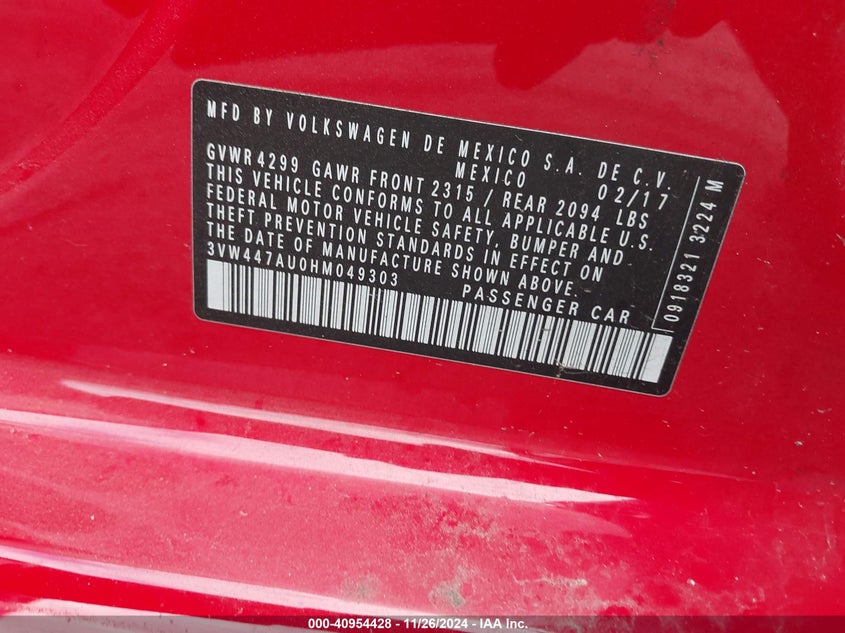 MFD BY VOLKSWAGEN DE MEXICO S.A. DE C.V.
MEXICO 02/17
GVWR 4299 GAWR FRONT 2315 / REAR 2094 LBS
THIS VEHICLE CONFORMS TO ALL APPLICABLE U.S.
FEDERAL MOTOR VEHICLE SAFETY, BUMPER AND
THEFT PREVENTION STANDARDS IN EFFECT ON
THE DATE OF MANUFACTURE SHOWN ABOVE.
3VW447AU0HM049303 PASSENGER CAR
0918321 3224 M
000-40954428 - 11/26/2024 - IAA Inc.